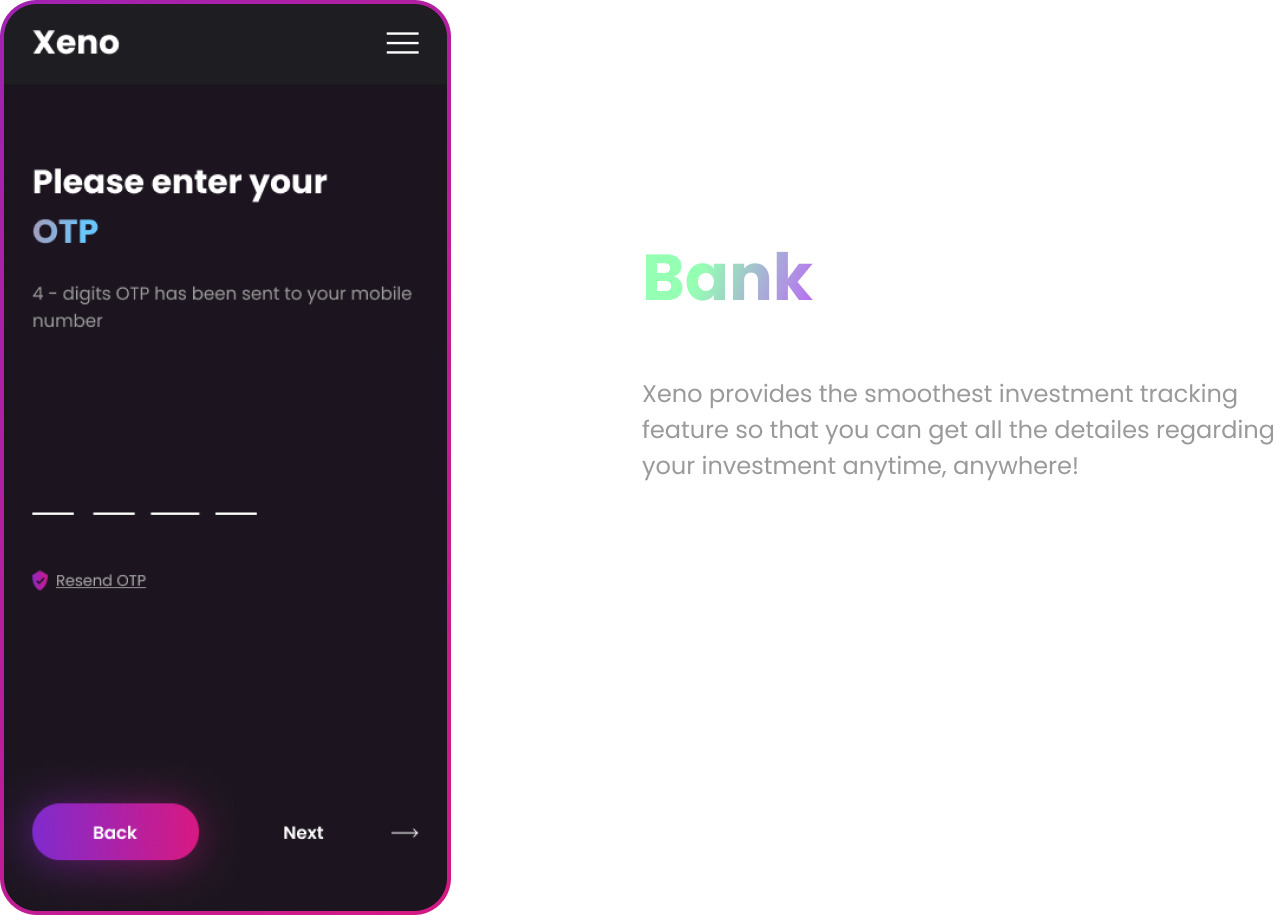 Xeno
Please enter your
OTP
4 - digits OTP has been sent to your mobile
number
Resend OTP
Back
Next
Bank
Xeno provides the smoothest investment tracking
feature so that you can get all the detailes regarding
your investment anytime, anywhere!